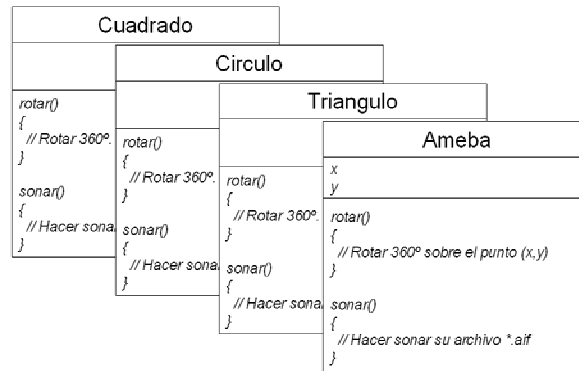 Cuadrado
rotar()
{
// Rotar 360º.
}
sonar()
{
// Hacer
}
Circulo
rotar()
{
// Rotar 360º.
}
sonar()
{
// Hacer
}
Triangulo
rotar()
{
// Rotar 360º.
}
sonar()
{
// Hacer
}
Ameba
x
y
rotar()
{
// Rotar 360º sobre el punto (x,y)
}
sonar()
{
// Hacer sonar su archivo *.aif
}